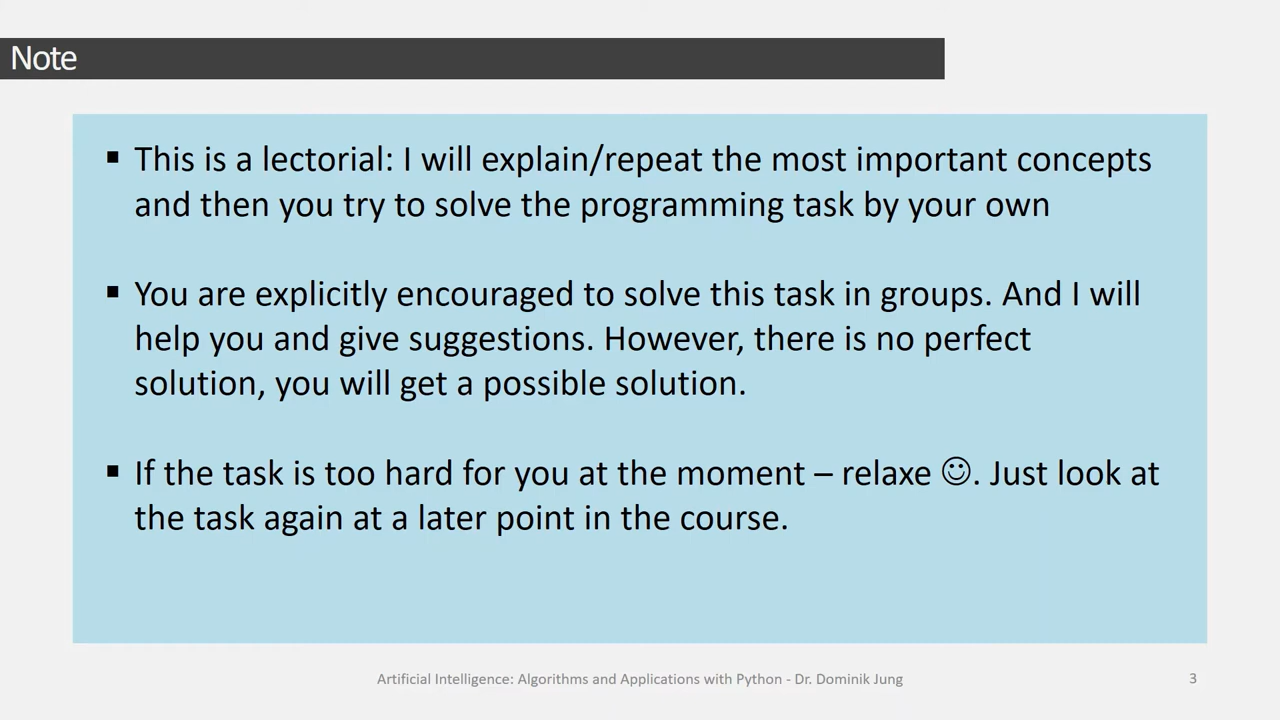 Note
▪ This is a lectorial: I will explain/repeat the most important concepts
and then you try to solve the programming task by your own
▪ You are explicitly encouraged to solve this task in groups. And I will
help you and give suggestions. However, there is no perfect
solution, you will get a possible solution.
▪ If the task is too hard for you at the moment – relaxe ☺. Just look at
the task again at a later point in the course.
Artificial Intelligence: Algorithms and Applications with Python - Dr. Dominik Jung
3